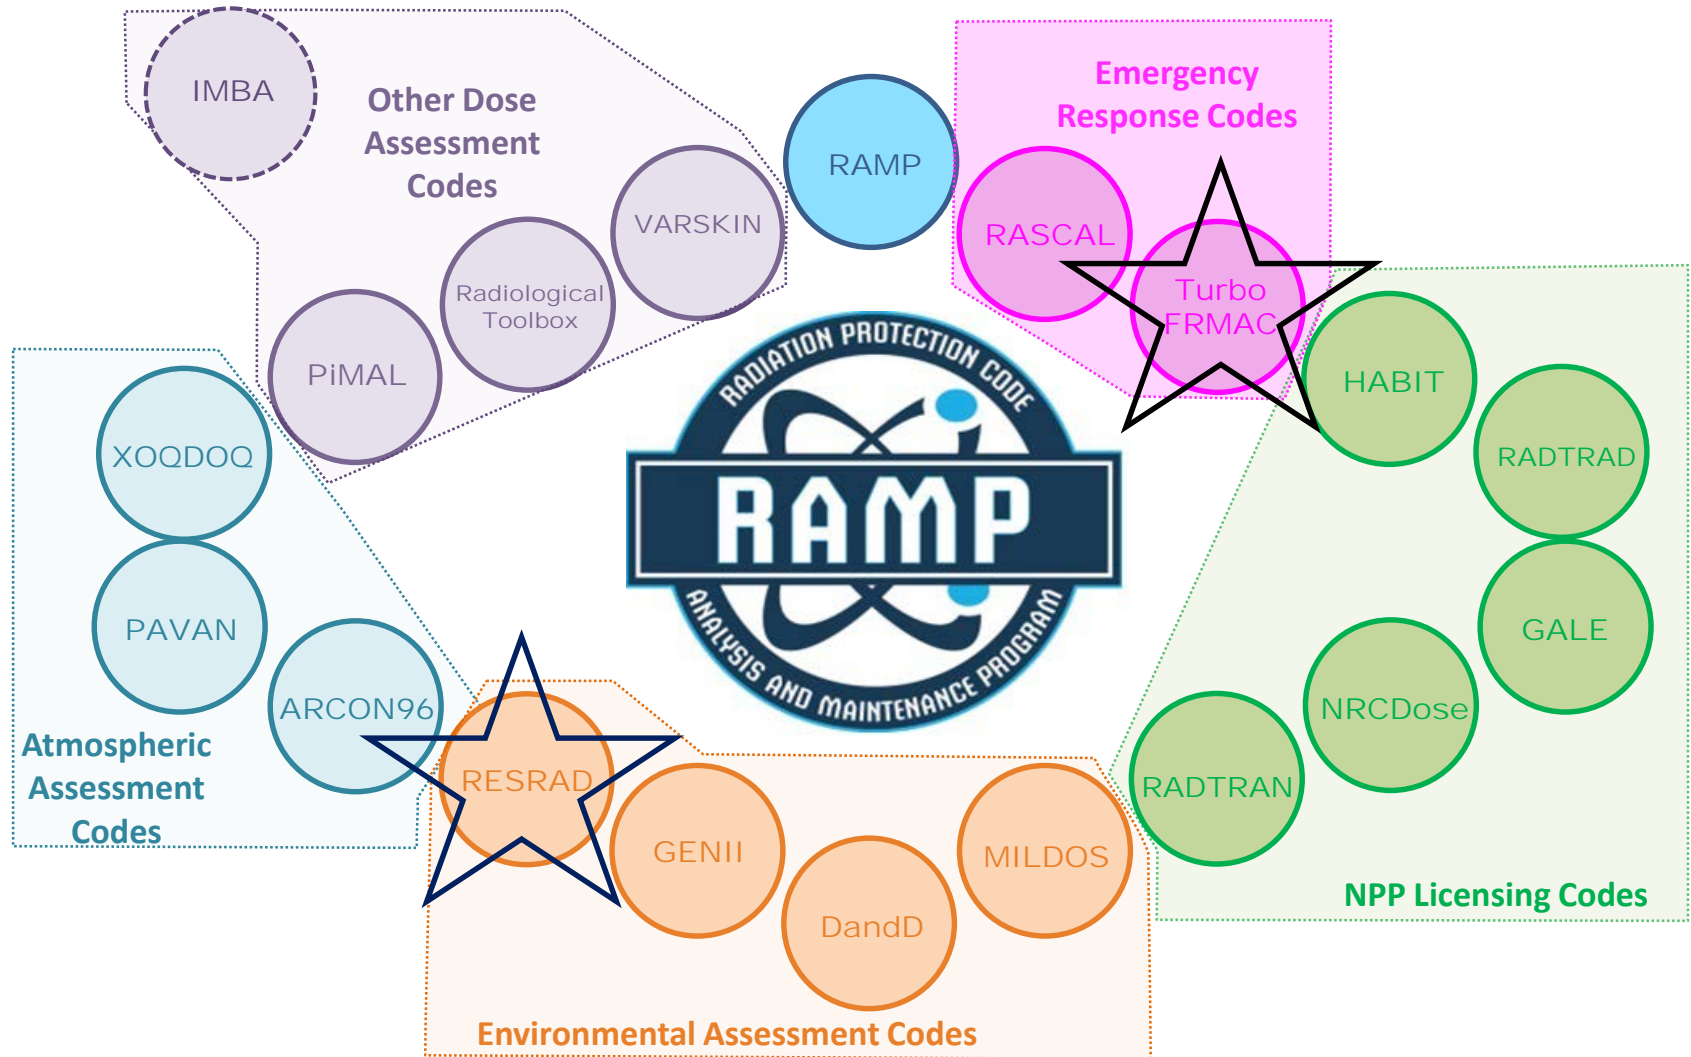 IMBA
Other Dose
Assessment
Codes
VARSKIN
Radiological
Toolbox
PiMAL
RAMP
Emergency
Response Codes
RASCAL
Turbo
FRMAC
HABIT
RADTRAD
GALE
NRCDose
RADTRAN
NPP Licensing Codes
XOQDOQ
PAVAN
ARCON96
Atmospheric
Assessment
Codes
RADIATION PROTECTION CODE
RAMP
ANALYSIS AND MAINTENANCE PROGRAM
RESRAD
GENII
DandD
MILDOS
Environmental Assessment Codes